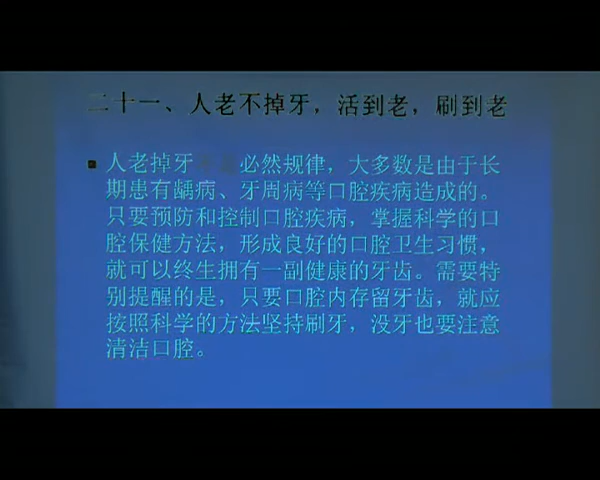 二十一、人老不掉牙，活到老，刷到老
人老掉牙 必然规律，大多数是由于长
期患有龋病、牙周病等口腔疾病造成的。
只要预防和控制口腔疾病，掌握科学的口
腔保健方法，形成良好的口腔卫生习惯，
就可以终生拥有一副健康的牙齿。需要特
别提醒的是，只要口腔内存留牙齿，就应
按照科学的方法坚持刷牙，没牙也要注意
清洁口腔。